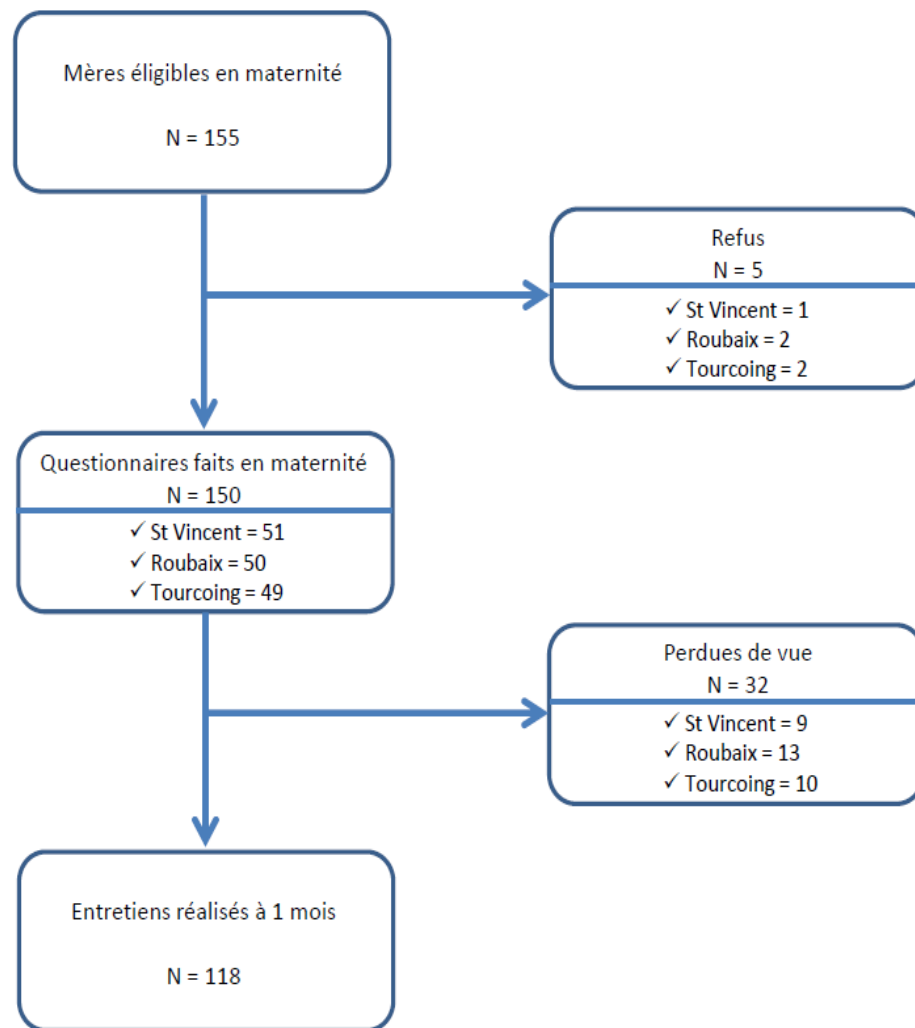 Mères éligibles en maternité
N = 155
Refus
N = 5
✓ St Vincent = 1
✓ Roubaix = 2
✓ Tourcoing = 2
Questionnaires faits en maternité
N = 150
✓ St Vincent = 51
✓ Roubaix = 50
✓ Tourcoing = 49
Perdues de vue
N = 32
✓ St Vincent = 9
✓ Roubaix = 13
✓ Tourcoing = 10
Entretiens réalisés à 1 mois
N = 118